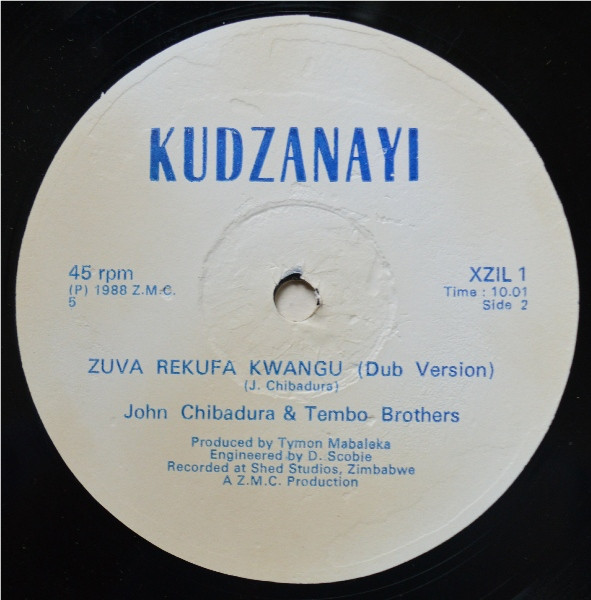 KUDZANAYI
45 rpm
(P) 1988 Z.M.C.
5
XZIL 1
Time : 10.01
Side 2
ZUVA REKUFA KWANGU (Dub Version)
(J. Chibadura)
John Chibadura & Tembo Brothers
Produced by Tymon Mabaleka
Engineered by D. Scobie
Recorded at Shed Studios, Zimbabwe
A Z.M.C. Production